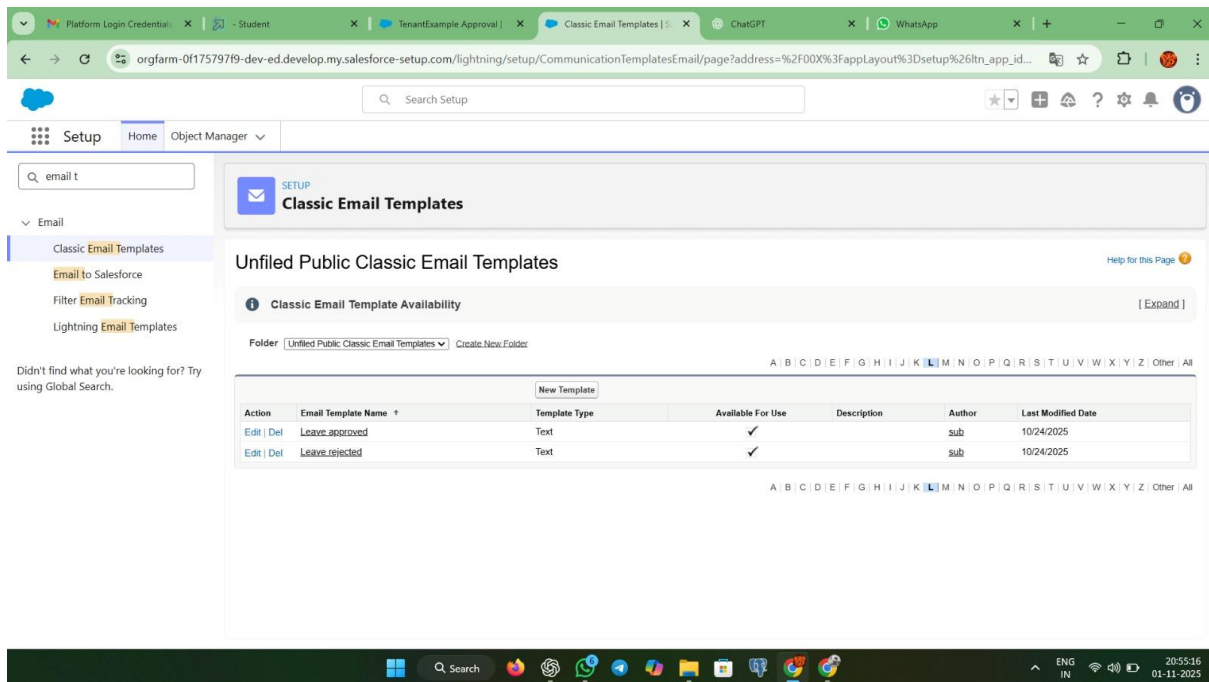 Platform Login Credentials
- Student
TenantExample Approval |
Classic Email Templates | S
ChatGPT
WhatsApp
orgfarm-0f175797f9-dev-ed.develop.my.salesforce-setup.com/lightning/setup/CommunicationTemplatesEmail/page?address=%2F00X%3FappLayout%3Dsetup%26ltn_app_id...
Search Setup
Setup Home Object Manager
email t
SETUP
Classic Email Templates
Email
Classic Email Templates
Email to Salesforce
Filter Email Tracking
Lightning Email Templates
Didn't find what you're looking for? Try
using Global Search.
Unfiled Public Classic Email Templates
Help for this Page
Classic Email Template Availability [ Expand ]
Folder Unfiled Public Classic Email Templates Create New Folder
A | B | C | D | E | F | G | H | I | J | K | L | M | N | O | P | Q | R | S | T | U | V | W | X | Y | Z | Other | All
New Template
Action Email Template Name ↑ Template Type Available For Use Description Author Last Modified Date
Edit | Del Leave approved Text ✓ sub 10/24/2025
Edit | Del Leave rejected Text ✓ sub 10/24/2025
A | B | C | D | E | F | G | H | I | J | K | L | M | N | O | P | Q | R | S | T | U | V | W | X | Y | Z | Other | All
Search
ENG
IN
20:55:16
01-11-2025